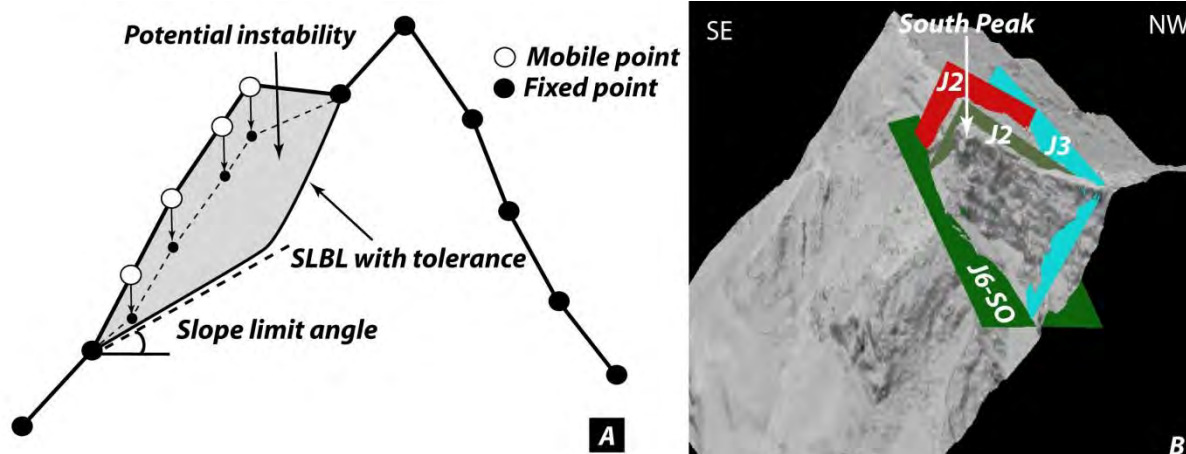 Potential instability
Mobile point
Fixed point
SLBL with tolerance
Slope limit angle
A
SE
South Peak
NW
J2
J2
J3
J6-SO
B